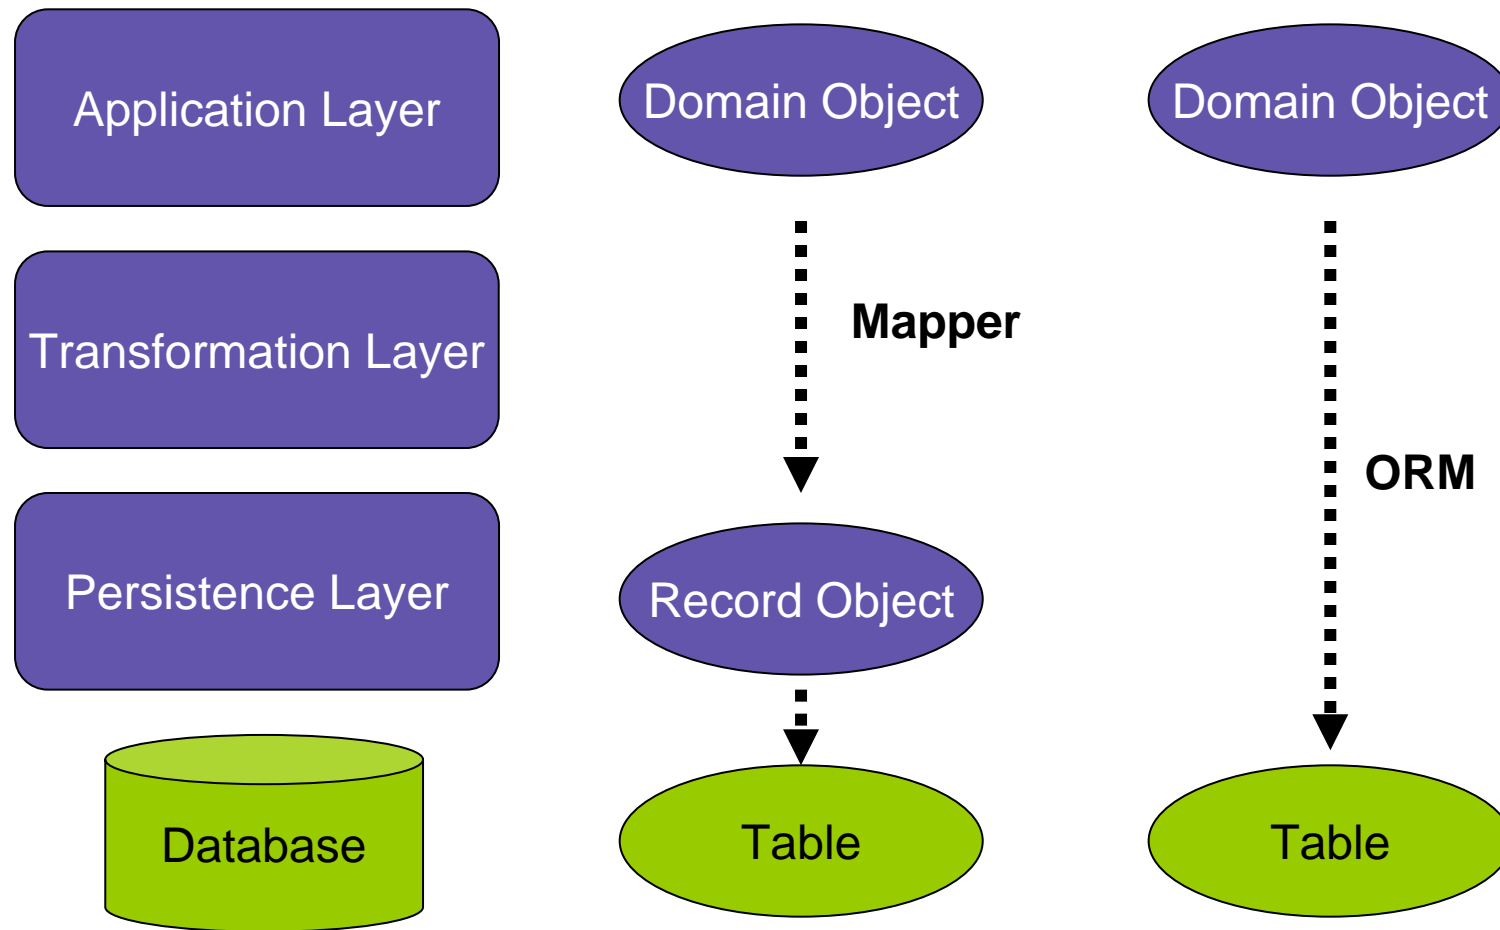 Application Layer
Domain Object
Domain Object
Transformation Layer
Mapper
ORM
Persistence Layer
Record Object
Database
Table
Table